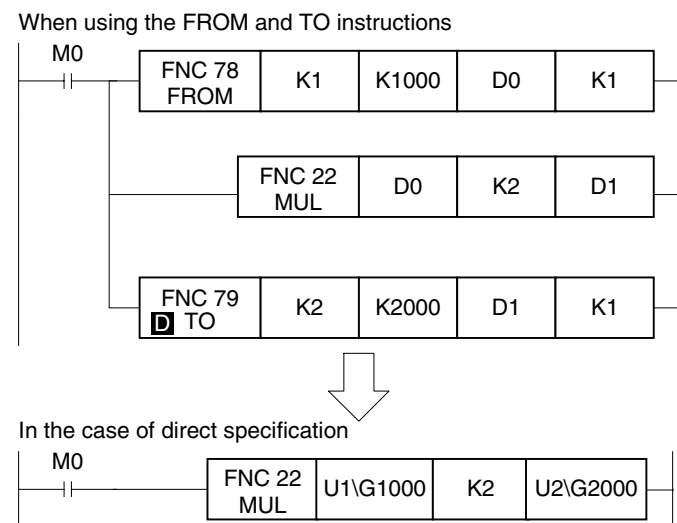 When using the FROM and TO instructions
M0
FNC 78 K1 K1000 D0 K1
FROM
FNC 22 D0 K2 D1
MUL
FNC 79 K2 K2000 D1 K1
D TO
In the case of direct specification
M0
FNC 22 U1\G1000 K2 U2\G2000
MUL